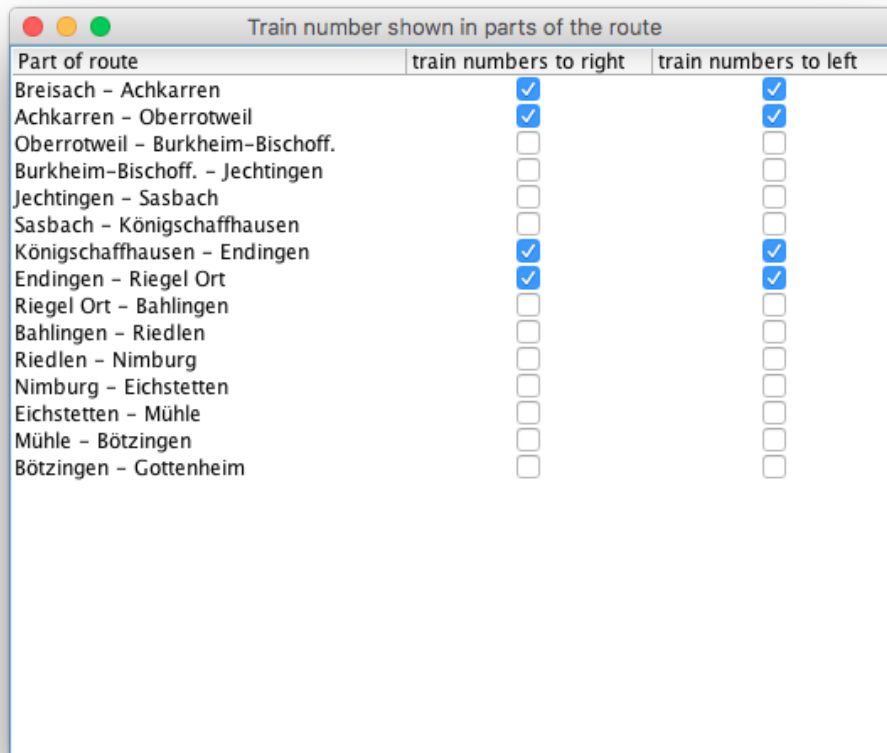 Train number shown in parts of the route
Part of route train numbers to right train numbers to left
Breisach – Achkarren
Achkarren – Oberrotweil
Oberrotweil – Burkheim-Bischoff.
Burkheim-Bischoff. – Jechtingen
Jechtingen – Sasbach
Sasbach – Königschaffhausen
Königschaffhausen – Endingen
Endingen – Riegel Ort
Riegel Ort – Bahlingen
Bahlingen – Riedlen
Riedlen – Nimburg
Nimburg – Eichstetten
Eichstetten – Mühle
Mühle – Bötzingen
Bötzingen – Gottenheim